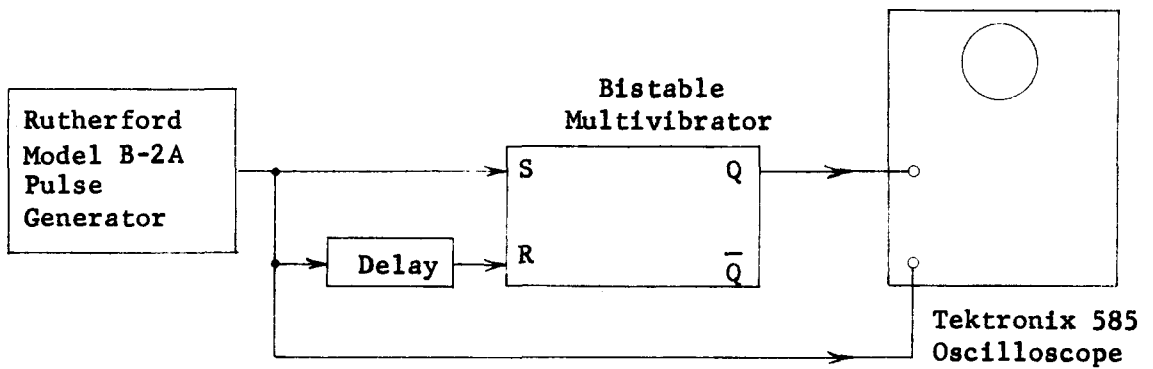 Rutherford
Model B-2A
Pulse
Generator
Bistable
Multivibrator
S
Q
Delay
R
Q̅
Tektronix 585
Oscilloscope